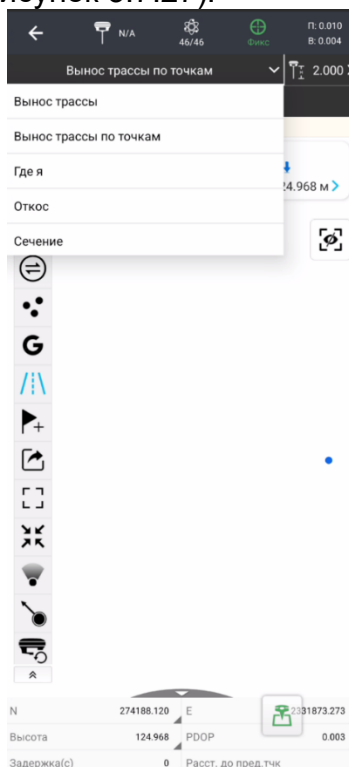 N/A
46/46
Фикс
П: 0.010
В: 0.004
Вынос трассы по точкам
2.000
Вынос трассы
Вынос трассы по точкам
Где я
Откос
Сечение
24.968 м
G
N 274188.120 E 2331873.273
Высота 124.968 PDOP 0.003
Задержка(с) 0 Расст. до пред.тчк